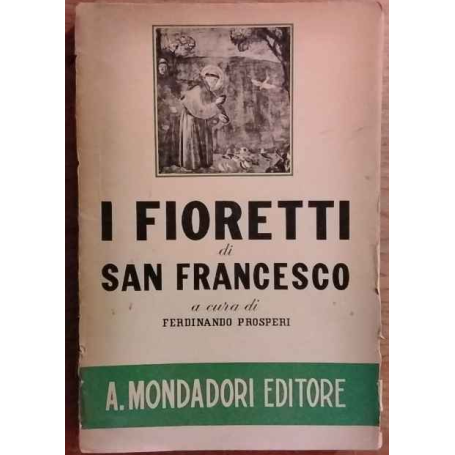 I FIORETTI
di
SAN FRANCESCO
a cura di
FERDINANDO PROSPERI
A. MONDADORI EDITORE